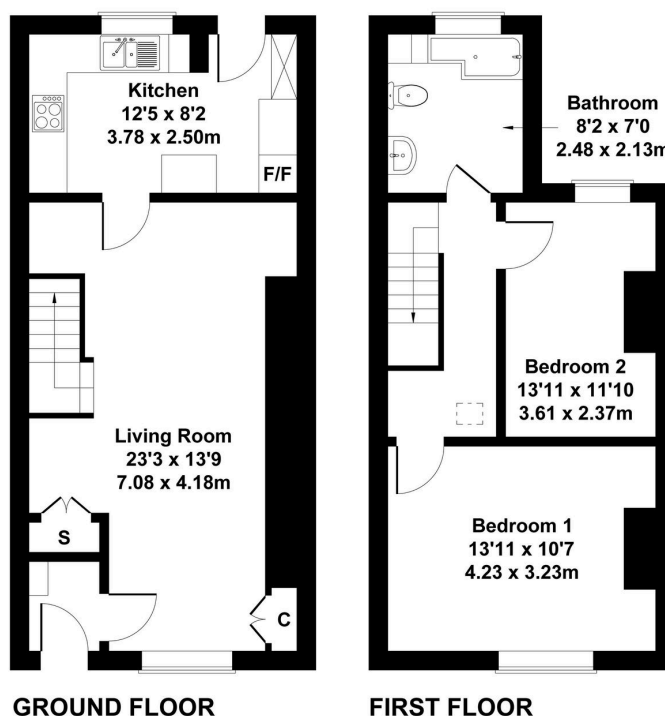 Kitchen
12'5 x 8'2
3.78 x 2.50m
F/F
Living Room
23'3 x 13'9
7.08 x 4.18m
S
C
GROUND FLOOR
Bathroom
8'2 x 7'0
2.48 x 2.13m
Bedroom 2
13'11 x 11'10
3.61 x 2.37m
Bedroom 1
13'11 x 10'7
4.23 x 3.23m
FIRST FLOOR